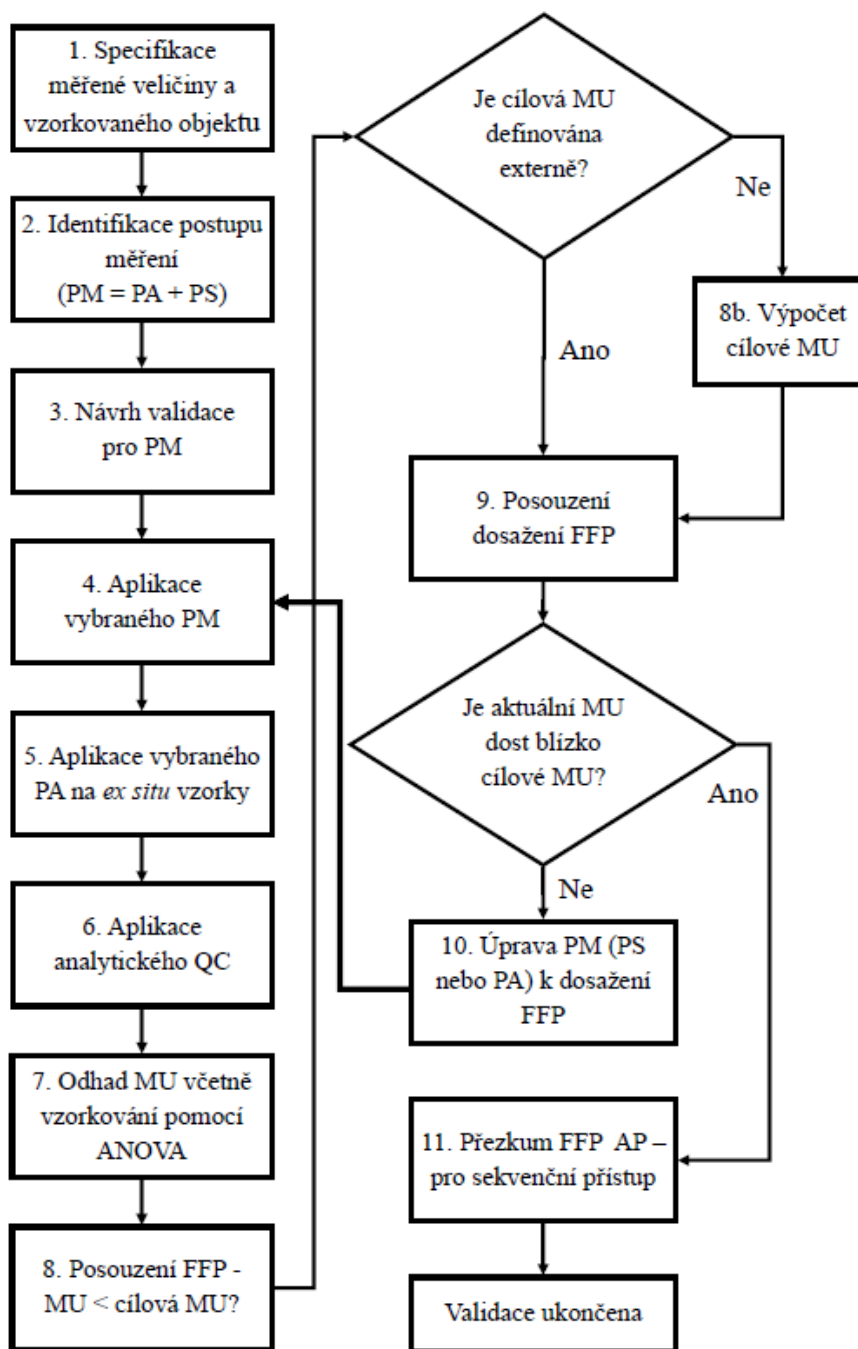 1. Specifikace
měřené veličiny a
vzorkovaného objektu
2. Identifikace postupu
měření
(PM = PA + PS)
3. Návrh validace
pro PM
4. Aplikace
vybraného PM
5. Aplikace vybraného
PA na ex situ vzorky
6. Aplikace
analytického QC
7. Odhad MU včetně
vzorkování pomocí
ANOVA
8. Posouzení FFP -
MU < cílová MU?
Je cílová MU
definována
externě?
Ne
8b. Výpočet
cílové MU
Ano
9. Posouzení
dosažení FFP
Je aktuální MU
dost blízko
cílové MU?
Ano
Ne
10. Úprava PM (PS
nebo PA) k dosažení
FFP
11. Přezkum FFP AP –
pro sekvenční přístup
Validace ukončena